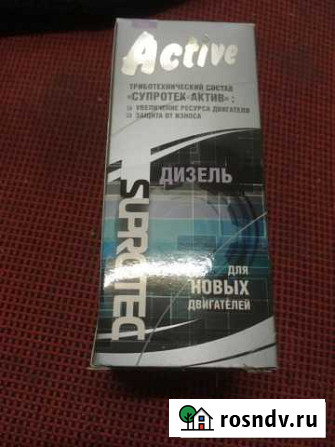 Active
ТРИБОТЕХНИЧЕСКИЙ СОСТАВ
«СУПРОТЕК-АКТИВ» :
УВЕЛИЧЕНИЕ РЕСУРСА ДВИГАТЕЛЯ
ЗАЩИТА ОТ ИЗНОСА
SUPROTEC
ДИЗЕЛЬ
ДЛЯ
НОВЫХ
ДВИГАТЕЛЕЙ
rosndv.ru